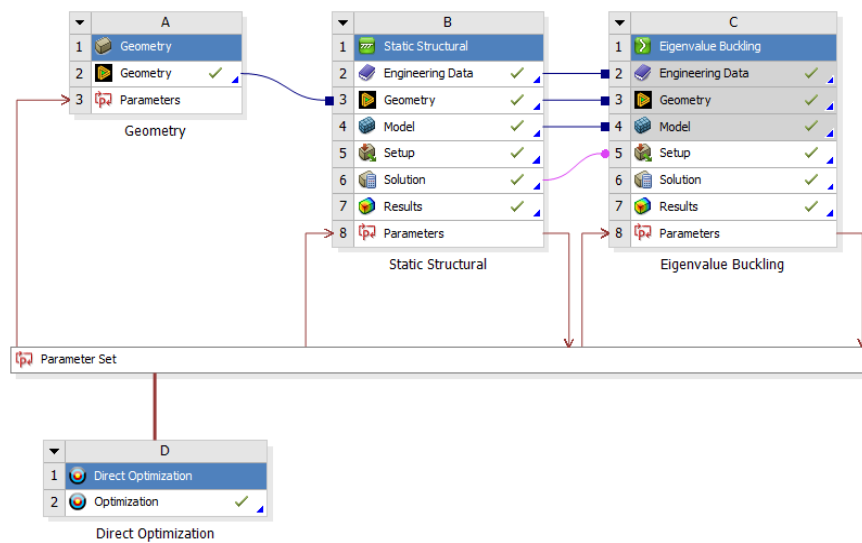 A
1 Geometry
2 Geometry
3 Parameters
Geometry
B
1 Static Structural
2 Engineering Data
3 Geometry
4 Model
5 Setup
6 Solution
7 Results
8 Parameters
Static Structural
C
1 Eigenvalue Buckling
2 Engineering Data
3 Geometry
4 Model
5 Setup
6 Solution
7 Results
8 Parameters
Eigenvalue Buckling
Parameter Set
D
1 Direct Optimization
2 Optimization
Direct Optimization